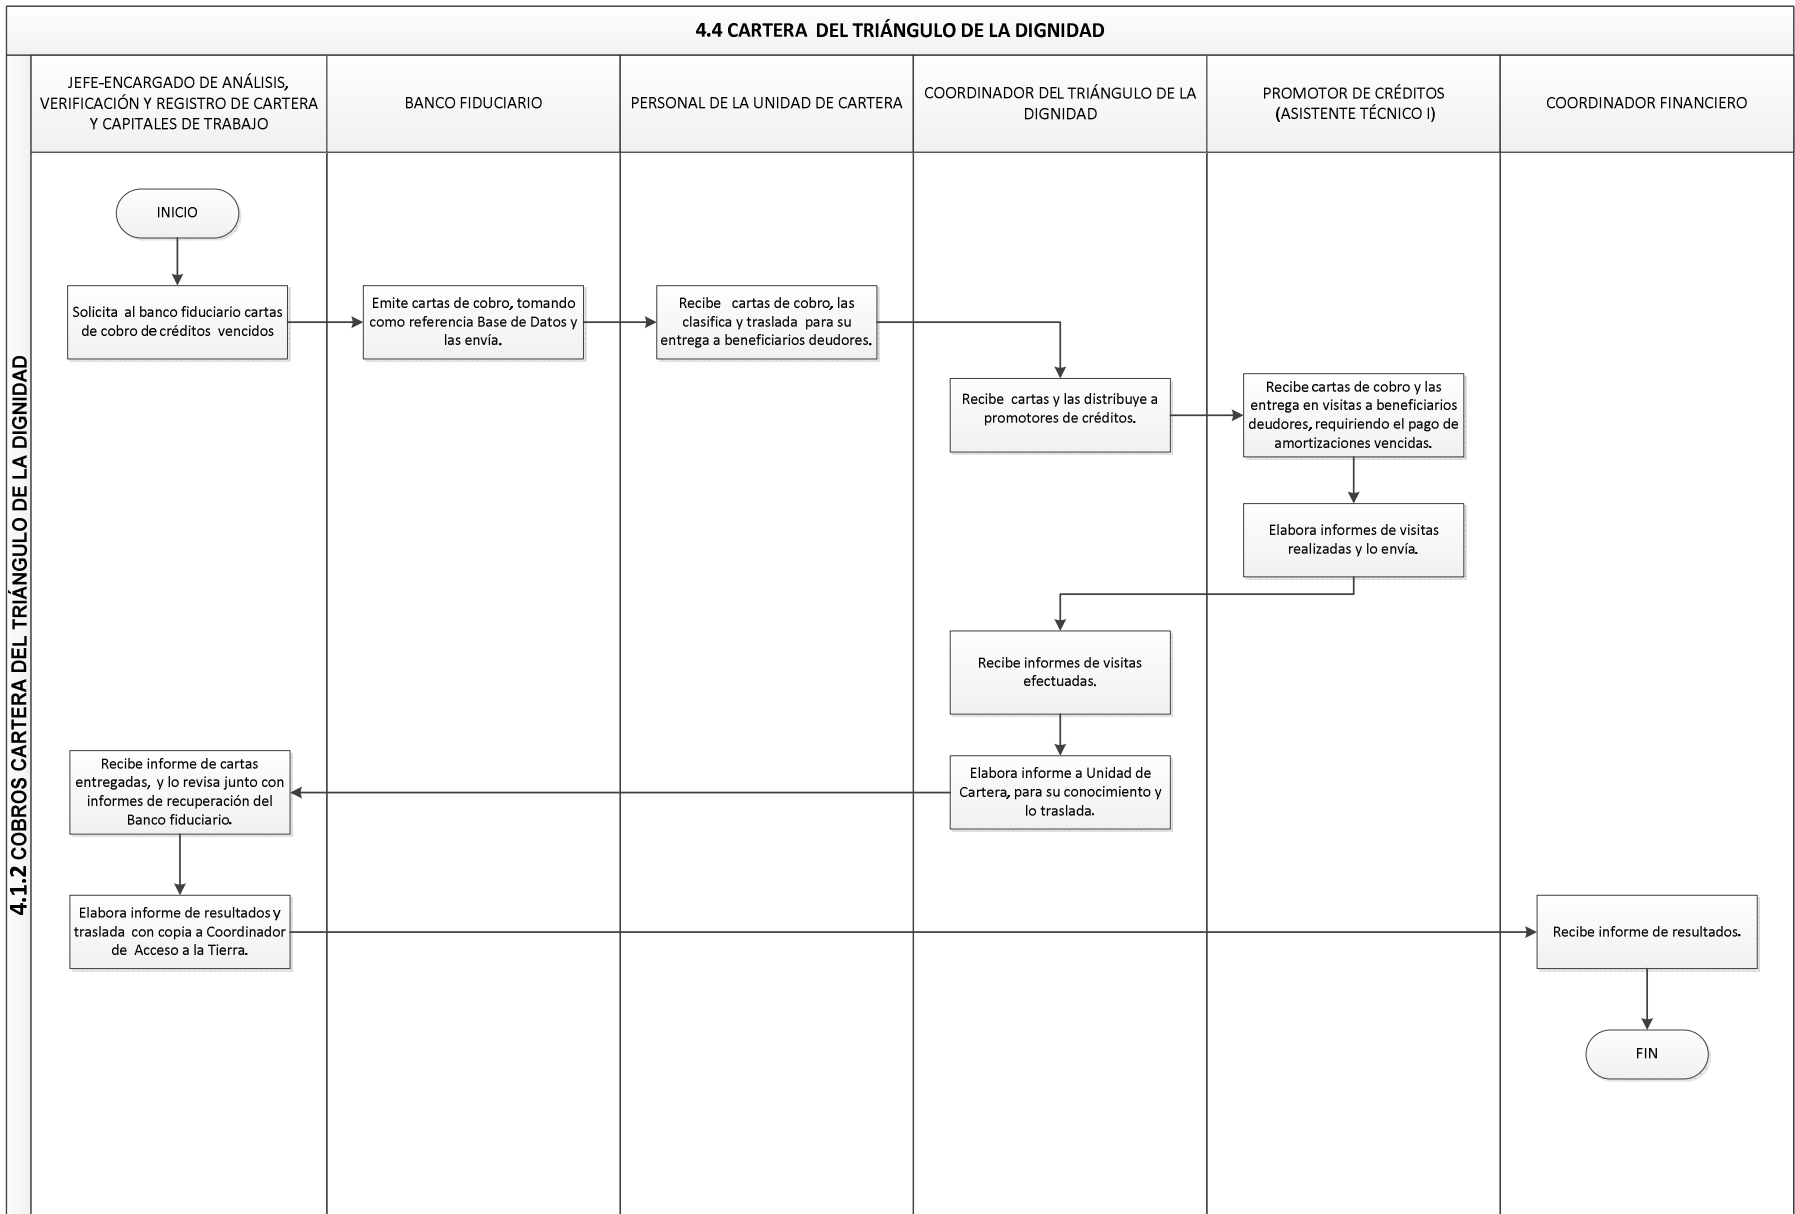 4.4 CARTERA DEL TRIÁNGULO DE LA DIGNIDAD
4.1.2 COBROS CARTERA DEL TRIÁNGULO DE LA DIGNIDAD
JEFE-ENCARGADO DE ANÁLISIS,
VERIFICACIÓN Y REGISTRO DE CARTERA
Y CAPITALES DE TRABAJO
BANCO FIDUCIARIO
PERSONAL DE LA UNIDAD DE CARTERA
COORDINADOR DEL TRIÁNGULO DE LA
DIGNIDAD
PROMOTOR DE CRÉDITOS
(ASISTENTE TÉCNICO I)
COORDINADOR FINANCIERO
INICIO
Solicita al banco fiduciario cartas
de cobro de créditos vencidos
Emite cartas de cobro, tomando
como referencia Base de Datos y
las envía.
Recibe cartas de cobro, las
clasifica y traslada para su
entrega a beneficiarios deudores.
Recibe cartas y las distribuye a
promotores de créditos.
Recibe cartas de cobro y las
entrega en visitas a beneficiarios
deudores, requiriendo el pago de
amortizaciones vencidas.
Elabora informes de visitas
realizadas y lo envía.
Recibe informes de visitas
efectuadas.
Elabora informe a Unidad de
Cartera, para su conocimiento y
lo traslada.
Recibe informe de cartas
entregadas, y lo revisa junto con
informes de recuperación del
Banco fiduciario.
Elabora informe de resultados y
traslada con copia a Coordinador
de Acceso a la Tierra.
Recibe informe de resultados.
FIN